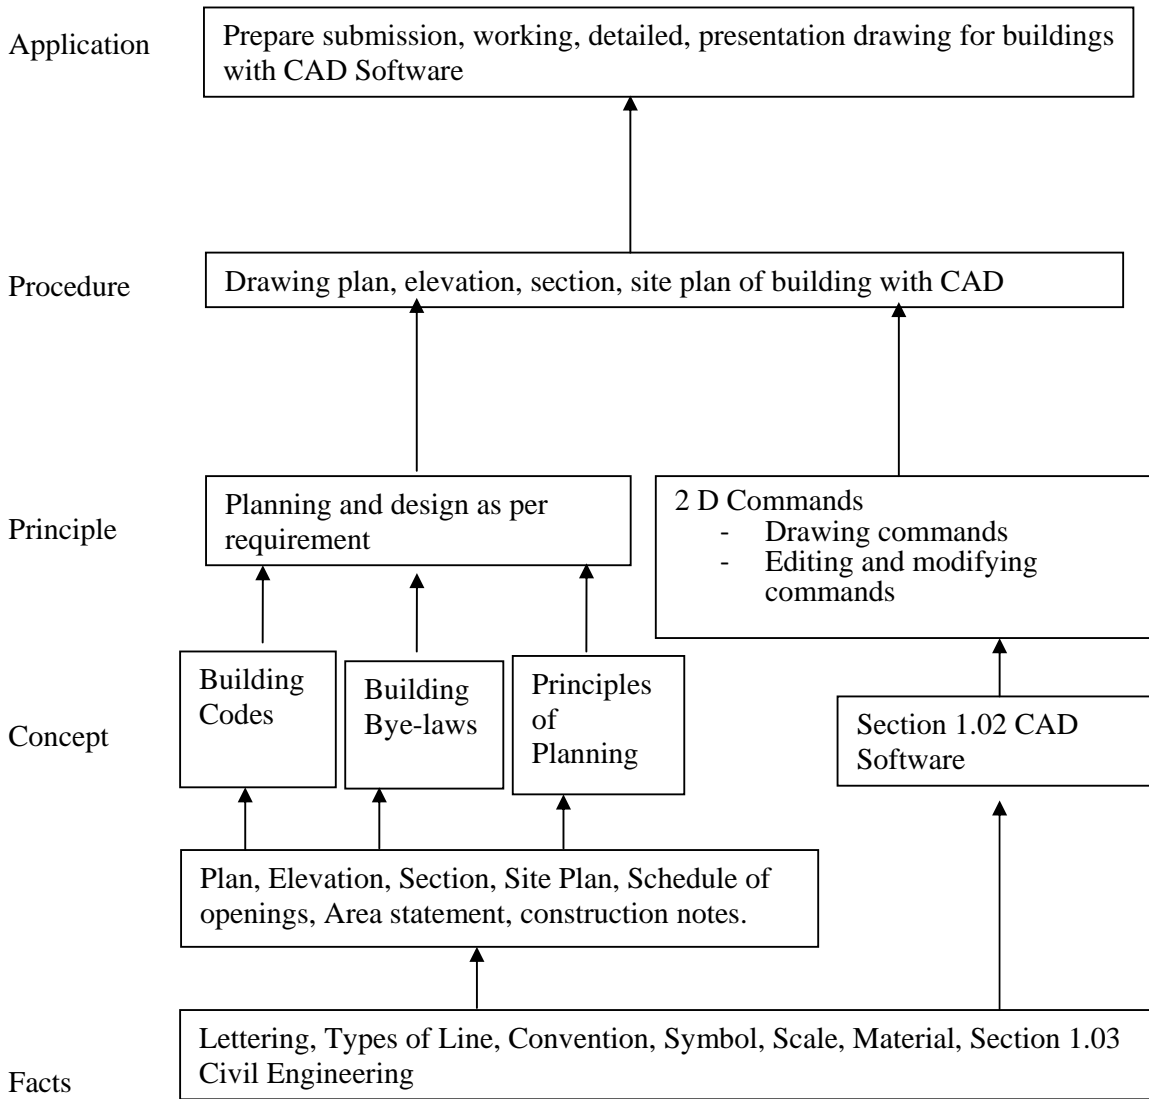 Application
Prepare submission, working, detailed, presentation drawing for buildings
with CAD Software
Procedure
Drawing plan, elevation, section, site plan of building with CAD
Principle
Planning and design as per
requirement
2 D Commands
- Drawing commands
- Editing and modifying
commands
Concept
Building
Codes
Building
Bye-laws
Principles
of
Planning
Section 1.02 CAD
Software
Plan, Elevation, Section, Site Plan, Schedule of
openings, Area statement, construction notes.
Facts
Lettering, Types of Line, Convention, Symbol, Scale, Material, Section 1.03
Civil Engineering